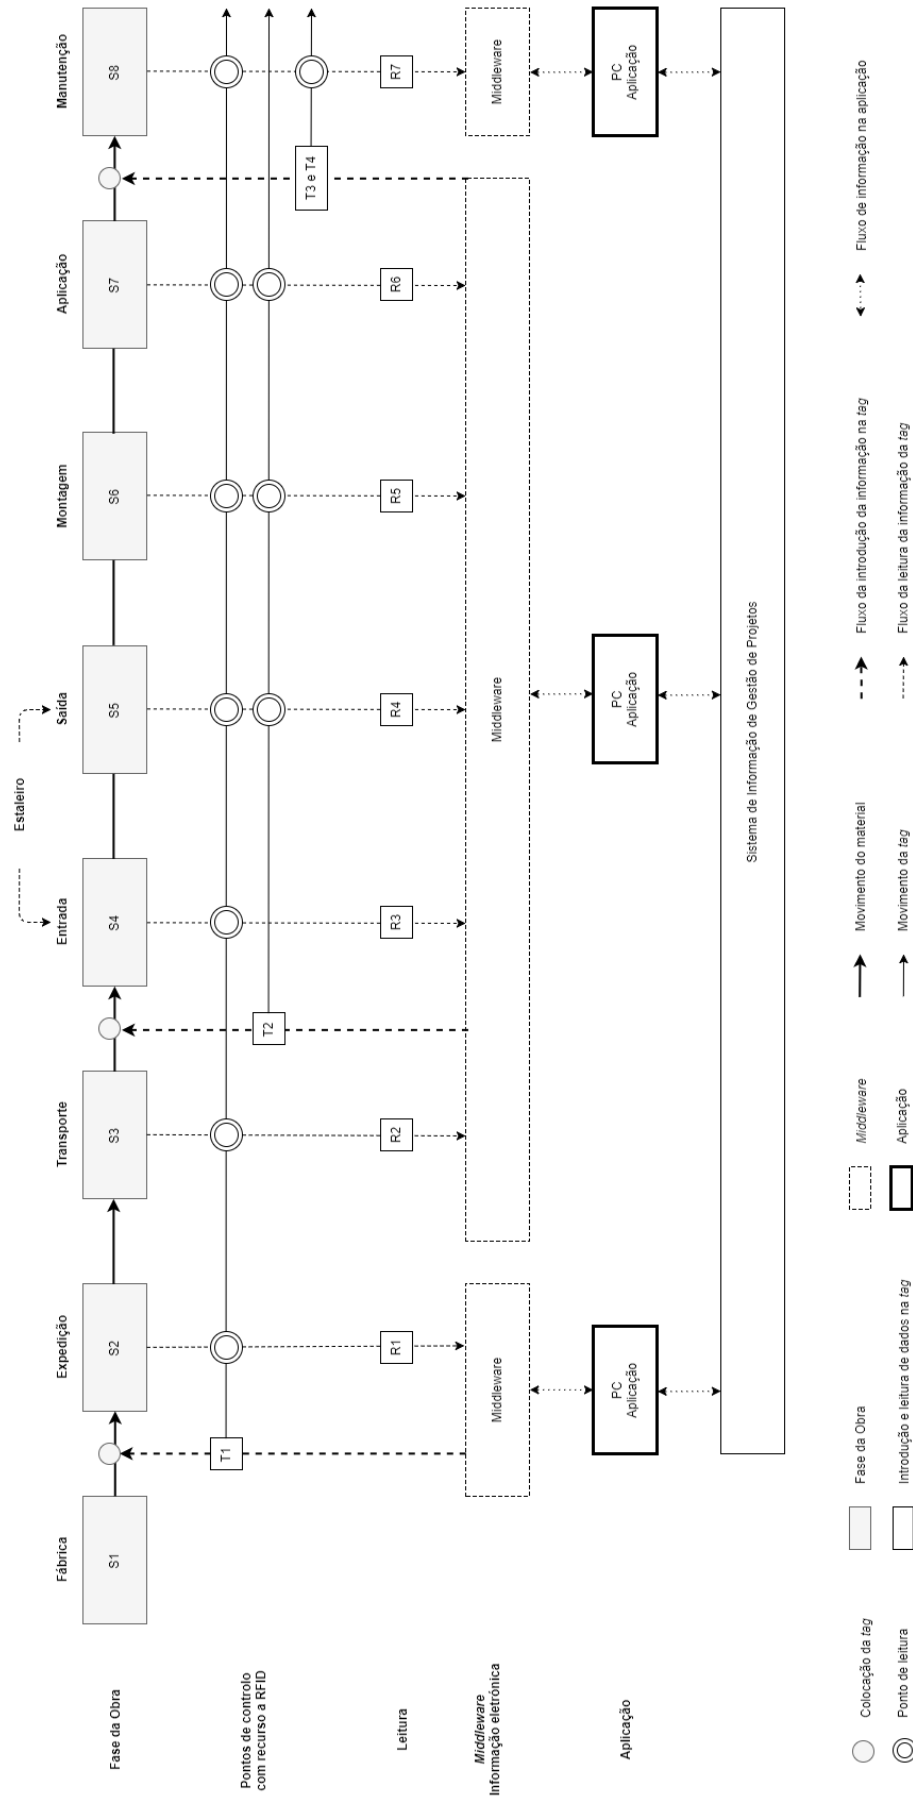 Estaleiro
Fábrica
Expedição
Transporte
Entrada
Saída
Montagem
Aplicação
Manutenção
Fase da Obra
S1
S2
S3
S4
S5
S6
S7
S8
Pontos de controlo
com recurso a RFID
T1
T2
T3 e T4
Leitura
R1
R2
R3
R4
R5
R6
R7
Middleware
Informação eletrónica
Middleware
Middleware
Middleware
Aplicação
PC
Aplicação
PC
Aplicação
PC
Aplicação
Sistema de Informação de Gestão de Projetos
Colocação da tag
Fase da Obra
Middleware
Movimento do material
Fluxo da introdução da informação na tag
Fluxo de informação na aplicação
Ponto de leitura
Introdução e leitura de dados na tag
Aplicação
Movimento da tag
Fluxo da leitura da informação da tag